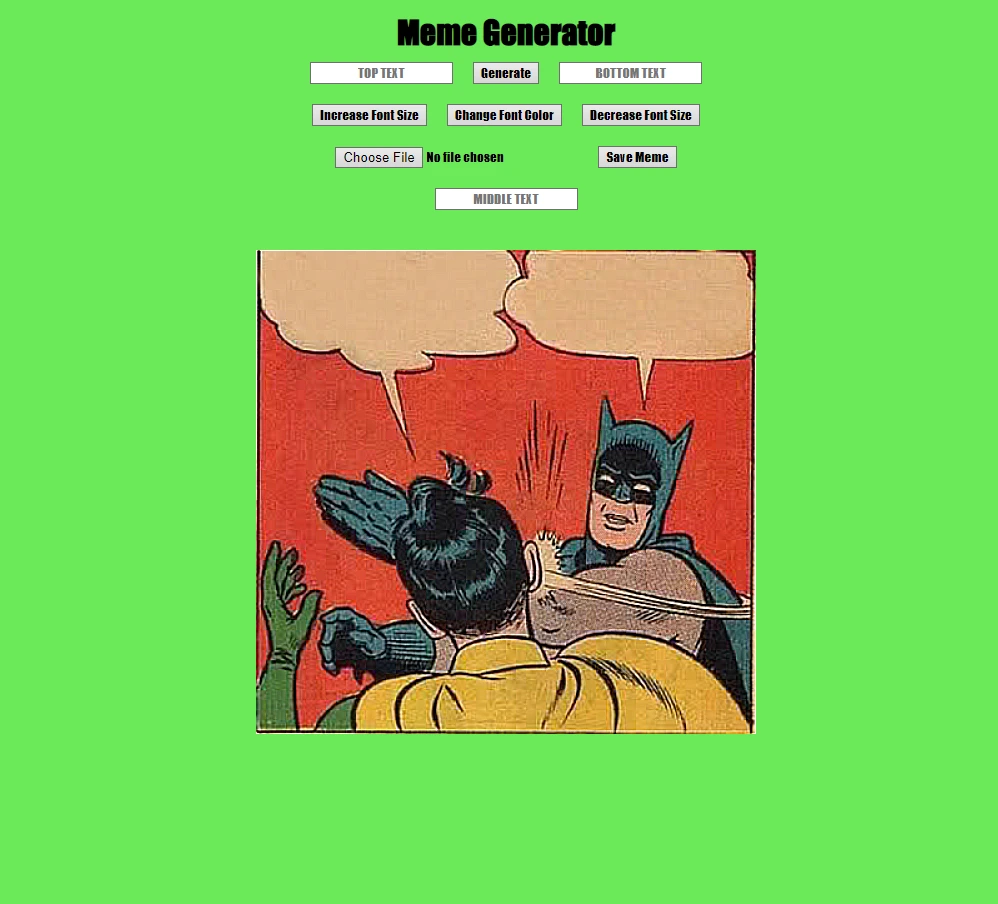 Meme Generator
TOP TEXT Generate BOTTOM TEXT
Increase Font Size Change Font Color Decrease Font Size
Choose File No file chosen Save Meme
MIDDLE TEXT